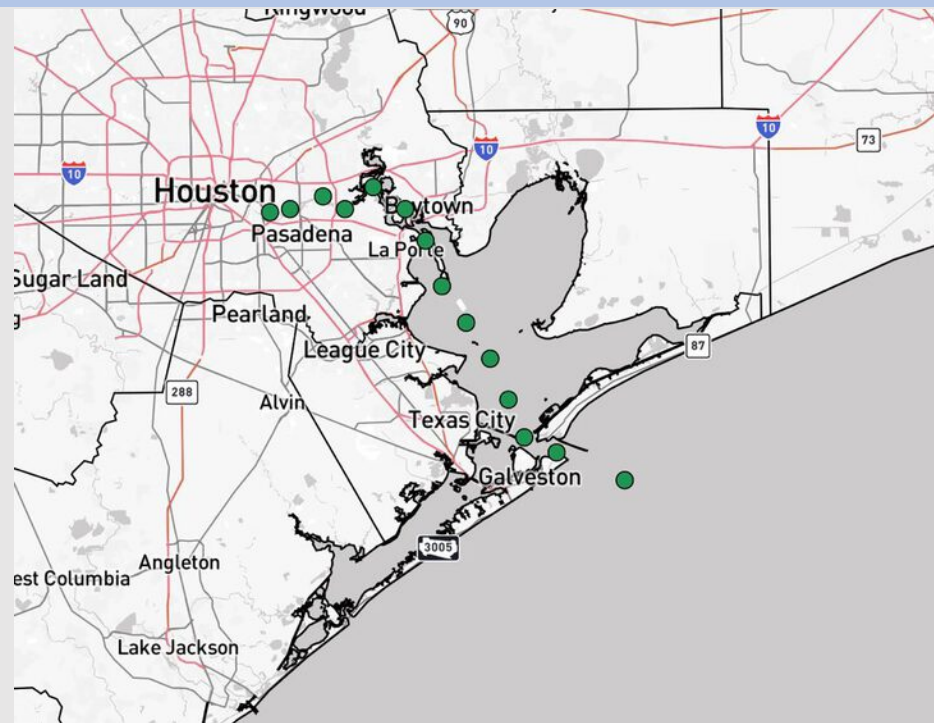 Kingwood
90
10
10
10
73
Houston
Baytown
Pasadena
La Porte
Sugar Land
g
Pearland
League City
87
288
Alvin
Texas City
Galveston
3005
Angleton
est Columbia
Lake Jackson